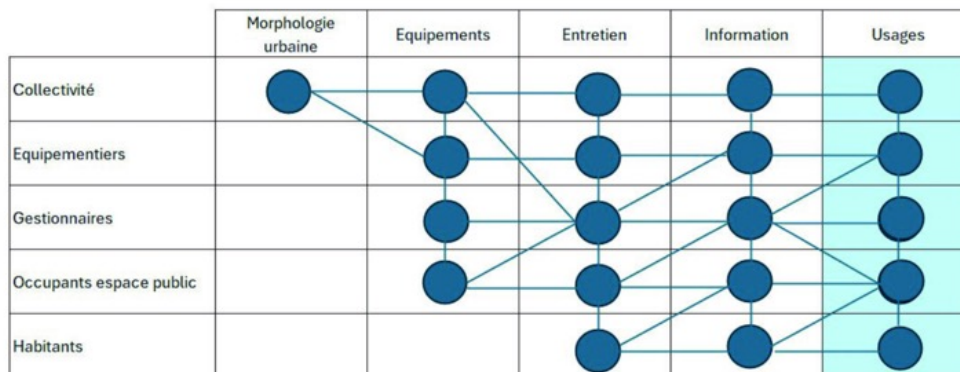 Morphologie
urbaine
Equipements
Entretien
Information
Usages
Collectivité
Equipementiers
Gestionnaires
Occupants espace public
Habitants